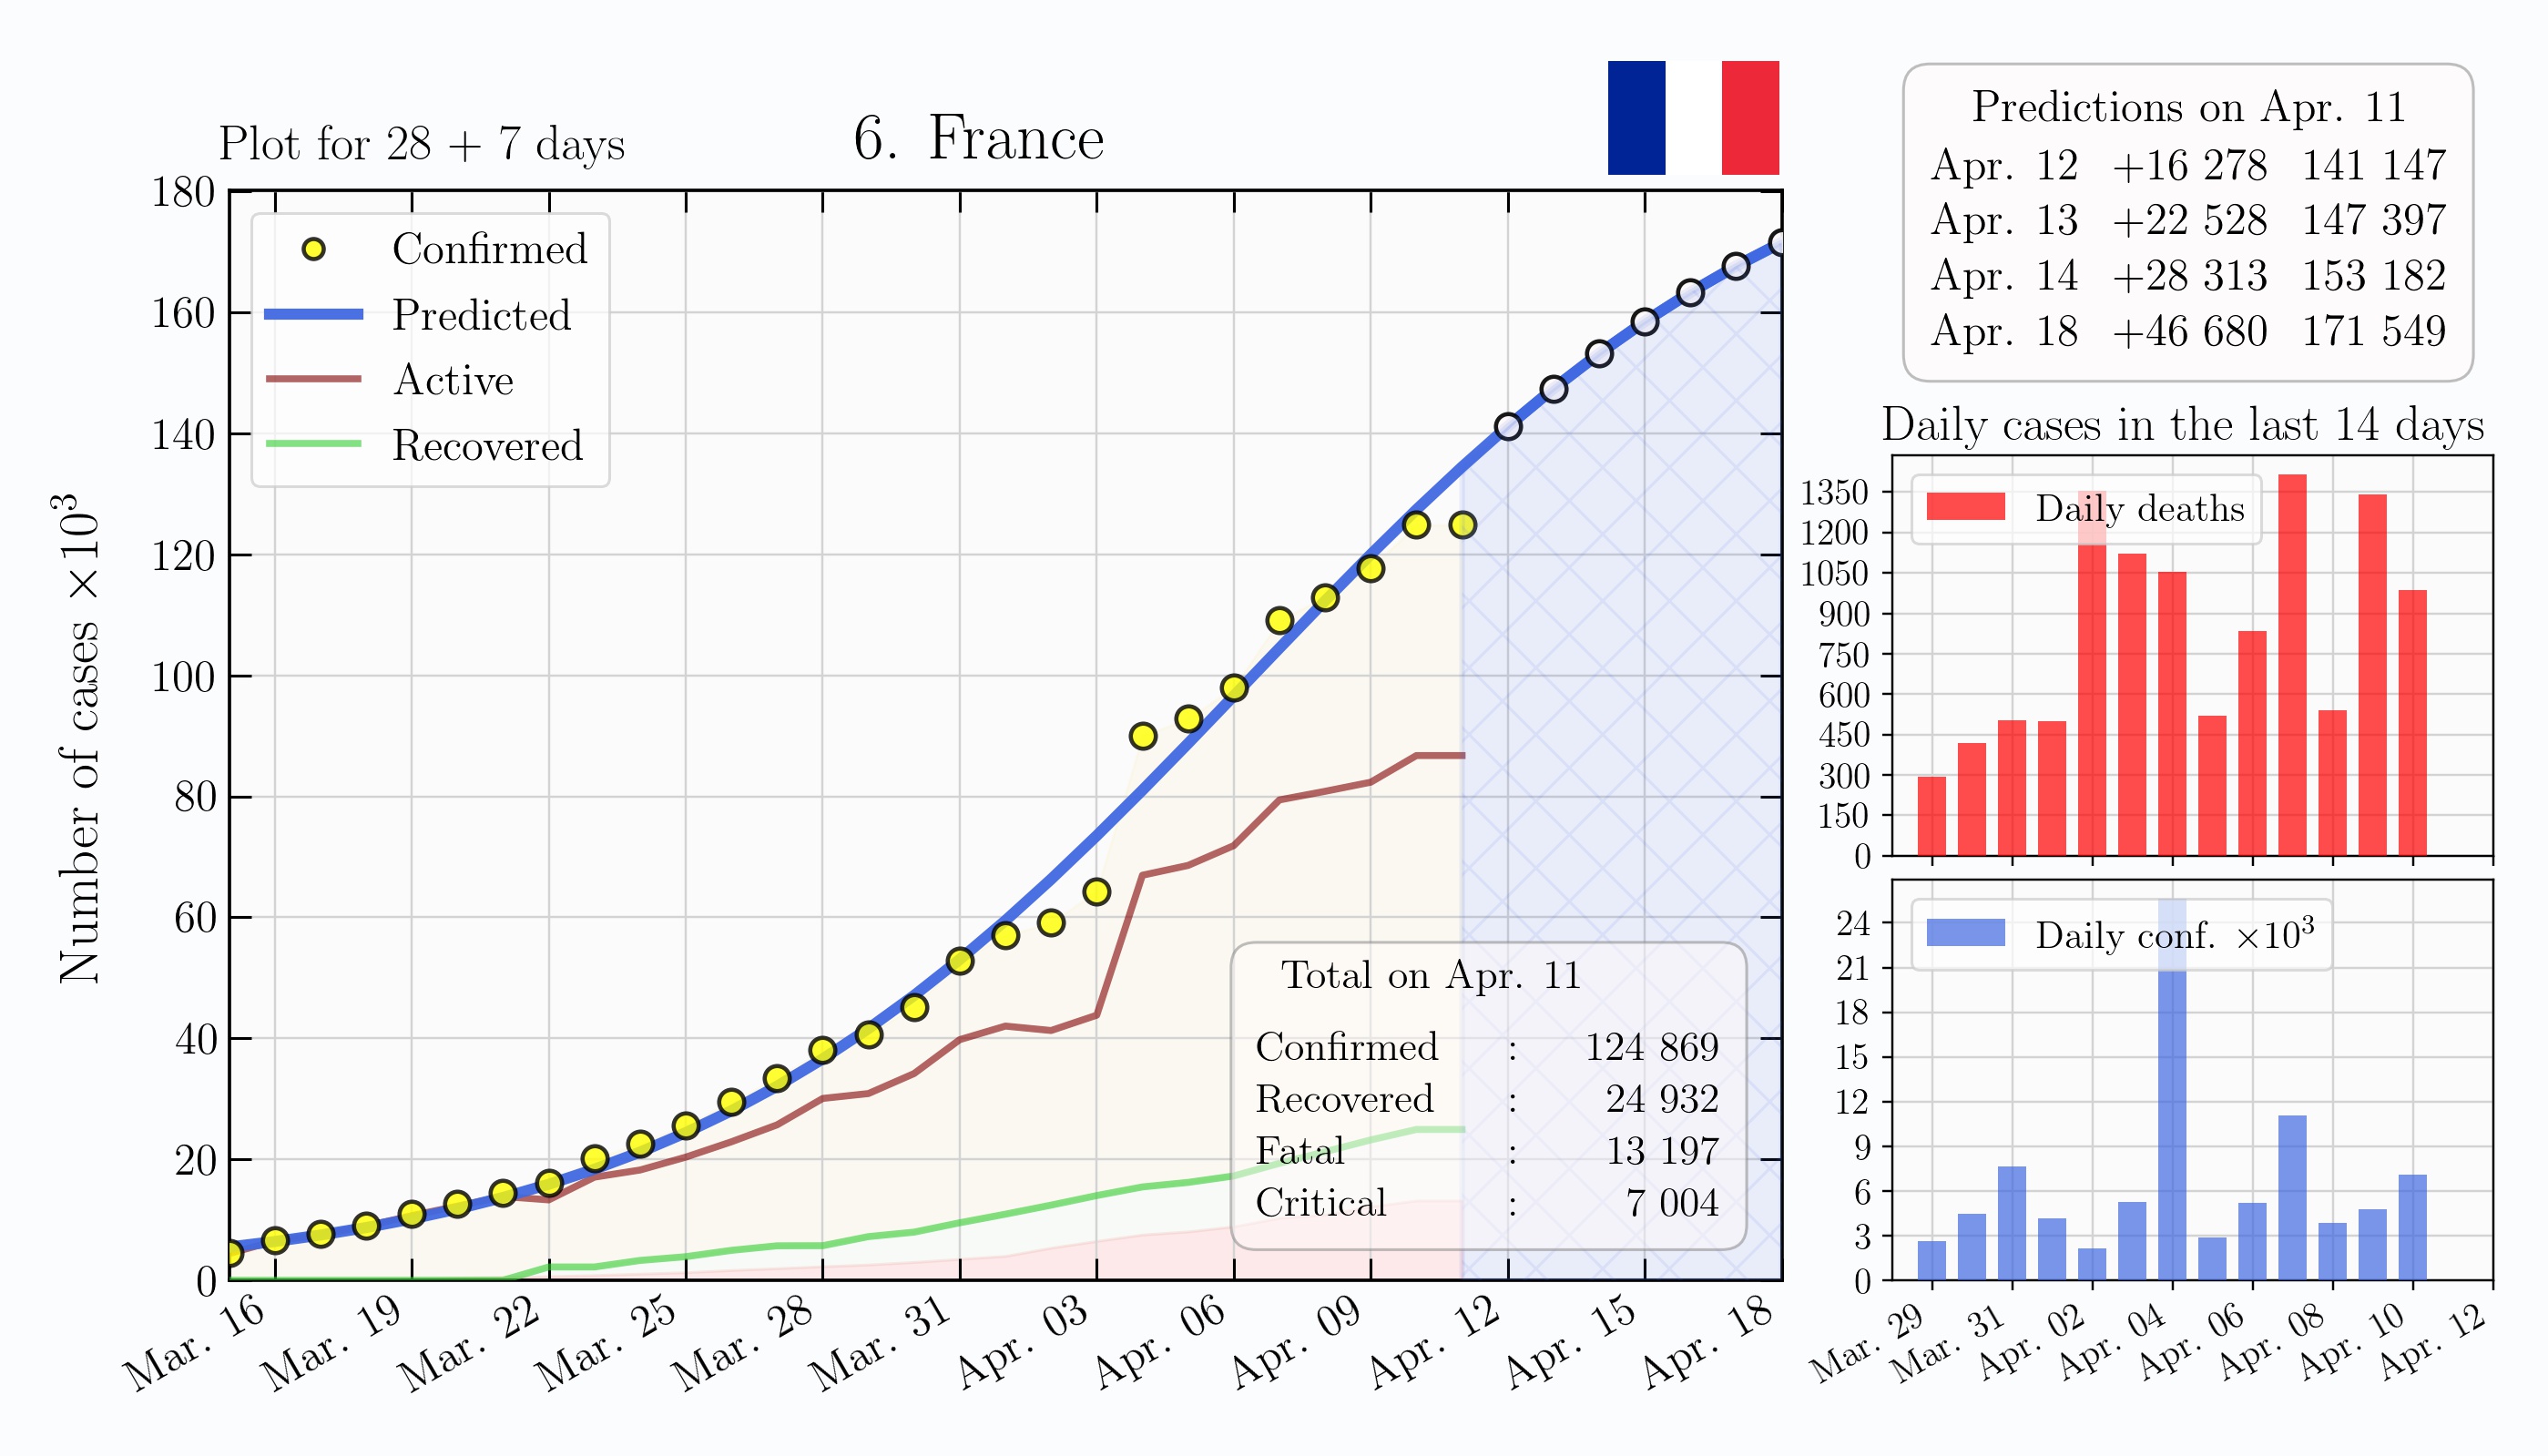 Plot for 28 + 7 days
6. France
Number of cases ×10³
180
160
140
120
100
80
60
40
20
0
Confirmed
Predicted
Active
Recovered
Total on Apr. 11
Confirmed : 124 869
Recovered : 24 932
Fatal : 13 197
Critical : 7 004
Mar. 16
Mar. 19
Mar. 22
Mar. 25
Mar. 28
Mar. 31
Apr. 03
Apr. 06
Apr. 09
Apr. 12
Apr. 15
Apr. 18
Predictions on Apr. 11
Apr. 12 +16 278 141 147
Apr. 13 +22 528 147 397
Apr. 14 +28 313 153 182
Apr. 18 +46 680 171 549
Daily cases in the last 14 days
Daily deaths
1350
1200
1050
900
750
600
450
300
150
0
Daily conf. ×10³
24
21
18
15
12
9
6
3
0
Mar. 29
Mar. 31
Apr. 02
Apr. 04
Apr. 06
Apr. 08
Apr. 10
Apr. 12